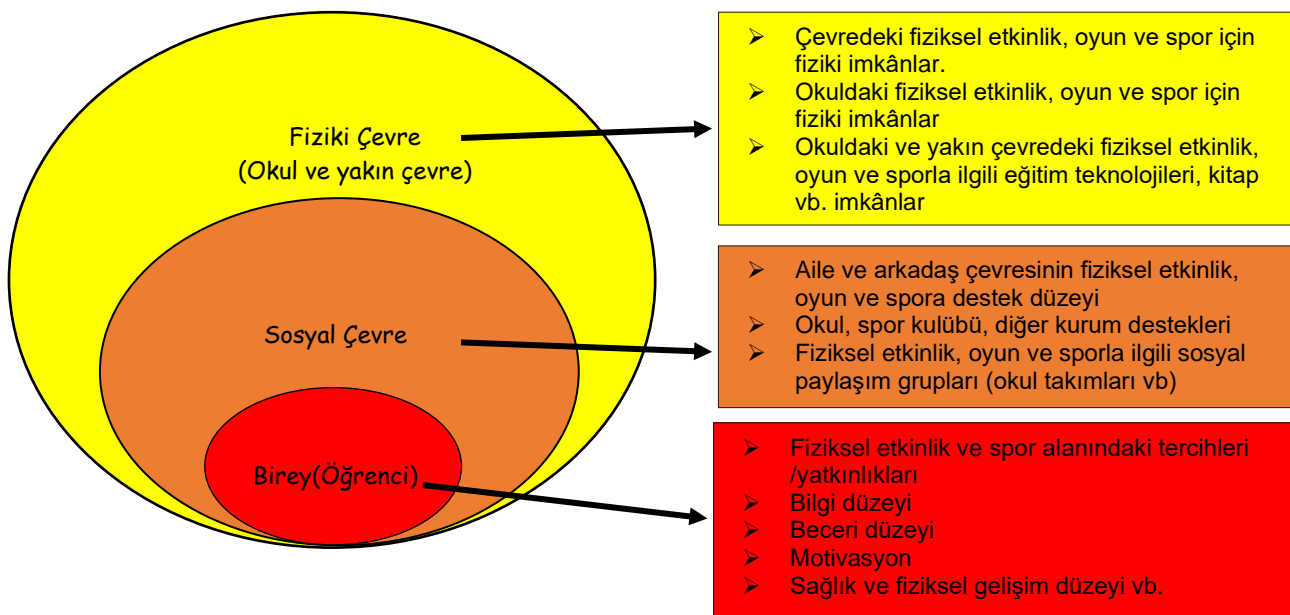 Fiziki Çevre
(Okul ve yakın çevre)
Sosyal Çevre
Birey(Öğrenci)
➢ Çevredeki fiziksel etkinlik, oyun ve spor için
fiziki imkânlar.
➢ Okuldaki fiziksel etkinlik, oyun ve spor için
fiziki imkânlar
➢ Okuldaki ve yakın çevredeki fiziksel etkinlik,
oyun ve sporla ilgili eğitim teknolojileri, kitap
vb. imkânlar
➢ Aile ve arkadaş çevresinin fiziksel etkinlik,
oyun ve spora destek düzeyi
➢ Okul, spor kulübü, diğer kurum destekleri
➢ Fiziksel etkinlik, oyun ve sporla ilgili sosyal
paylaşım grupları (okul takımları vb)
➢ Fiziksel etkinlik ve spor alanındaki tercihleri
/yatkınlıkları
➢ Bilgi düzeyi
➢ Beceri düzeyi
➢ Motivasyon
➢ Sağlık ve fiziksel gelişim düzeyi vb.